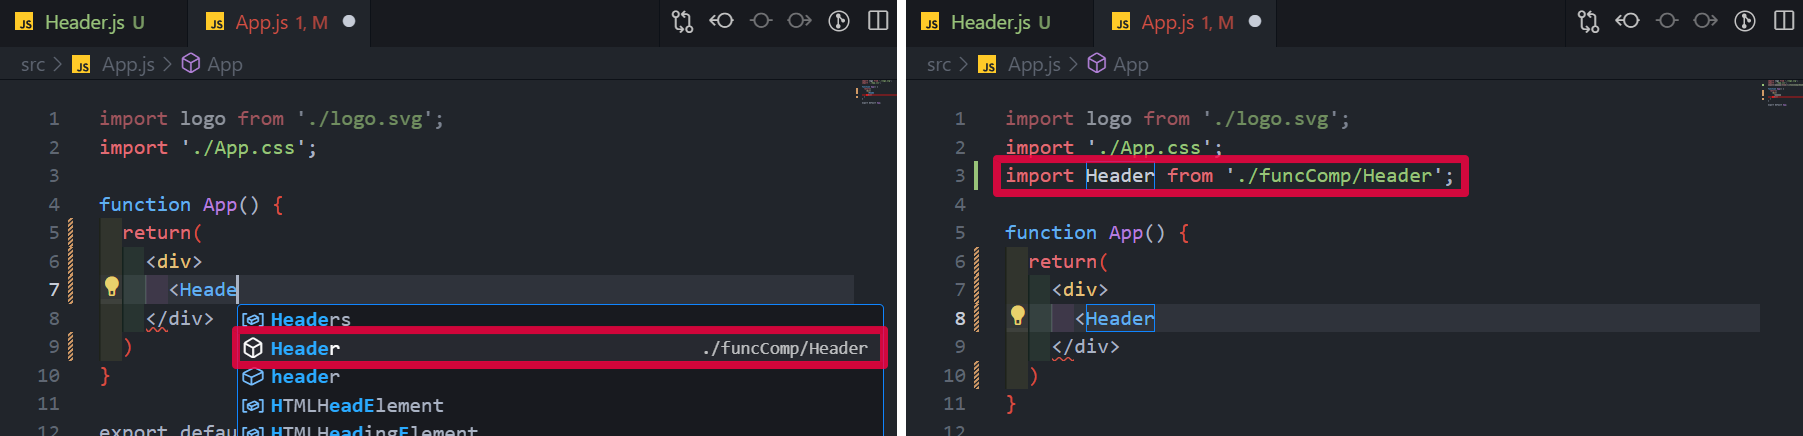 JS Header.js U
JS App.js 1, M
src > JS App.js > App
1 import logo from './logo.svg';
2 import './App.css';
3
4 function App() {
5 return(
6 <div>
7 <Heade
8 </div>
9 )
10 }
11
12 export defau
Headers
Header ./funcComp/Header
header
HTMLHeadElement
HTMLHeadingElement
JS Header.js U
JS App.js 1, M
src > JS App.js > App
1 import logo from './logo.svg';
2 import './App.css';
3 import Header from './funcComp/Header';
4
5 function App() {
6 return(
7 <div>
8 <Header
9 </div>
10 )
11 }
12